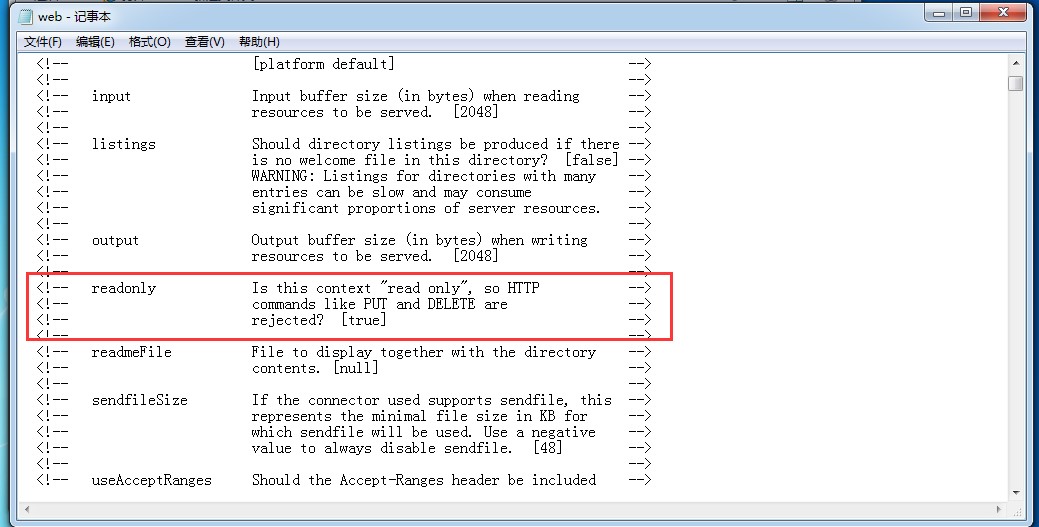 web - 记事本
文件(F) 编辑(E) 格式(O) 查看(V) 帮助(H)
<!-- [platform default] -->
<!-- -->
<!-- input Input buffer size (in bytes) when reading -->
<!-- resources to be served. [2048] -->
<!-- -->
<!-- listings Should directory listings be produced if there -->
<!-- is no welcome file in this directory? [false] -->
<!-- WARNING: Listings for directories with many -->
<!-- entries can be slow and may consume -->
<!-- significant proportions of server resources. -->
<!-- -->
<!-- output Output buffer size (in bytes) when writing -->
<!-- resources to be served. [2048] -->
<!-- -->
<!-- readonly Is this context "read only", so HTTP -->
<!-- commands like PUT and DELETE are -->
<!-- rejected? [true] -->
<!-- -->
<!-- readmeFile File to display together with the directory -->
<!-- contents. [null] -->
<!-- -->
<!-- sendfileSize If the connector used supports sendfile, this -->
<!-- represents the minimal file size in KB for -->
<!-- which sendfile will be used. Use a negative -->
<!-- value to always disable sendfile. [48] -->
<!-- -->
<!-- useAcceptRanges Should the Accept-Ranges header be included -->